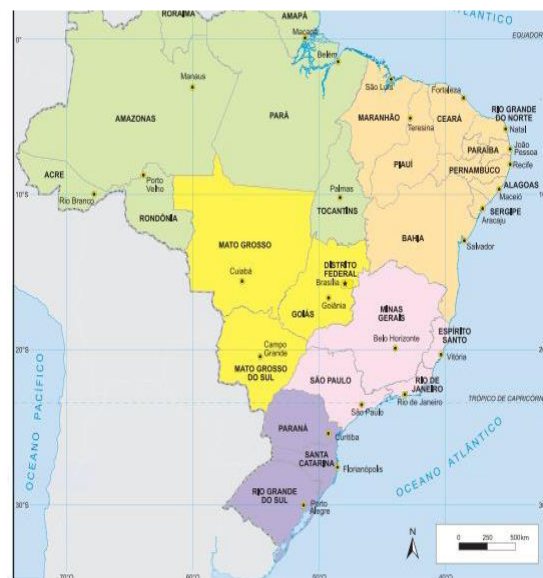 RORAIMA
AMAPÁ
Macapá
ATLÂNTICO
0°
EQUADOR
Belém
São Luís
Fortaleza
Manaus
AMAZONAS
PARÁ
MARANHÃO
Teresina
CEARÁ
RIO GRANDE
DO NORTE
Natal
João
Pessoa
PARAÍBA
PIAUÍ
PERNAMBUCO
Recife
ACRE
Porto
Velho
Rio Branco
10°
RONDÔNIA
Palmas
TOCANTINS
ALAGOAS
Maceió
SERGIPE
Aracaju
MATO GROSSO
BAHIA
Salvador
Cuiabá
DISTRITO
FEDERAL
Brasília
Goiânia
GOIÁS
MINAS
GERAIS
Belo Horizonte
ESPÍRITO
SANTO
Vitória
20°
Campo
Grande
MATO GROSSO
DO SUL
SÃO PAULO
São Paulo
RIO DE
JANEIRO
Rio de Janeiro
TRÓPICO DE CAPRICÓRN
OCEANO PACÍFICO
PARANÁ
Curitiba
SANTA
CATARINA
Florianópolis
OCEANO ATLÂNTICO
RIO GRANDE
DO SUL
Porto
Alegre
30°
N
0 250 500 km